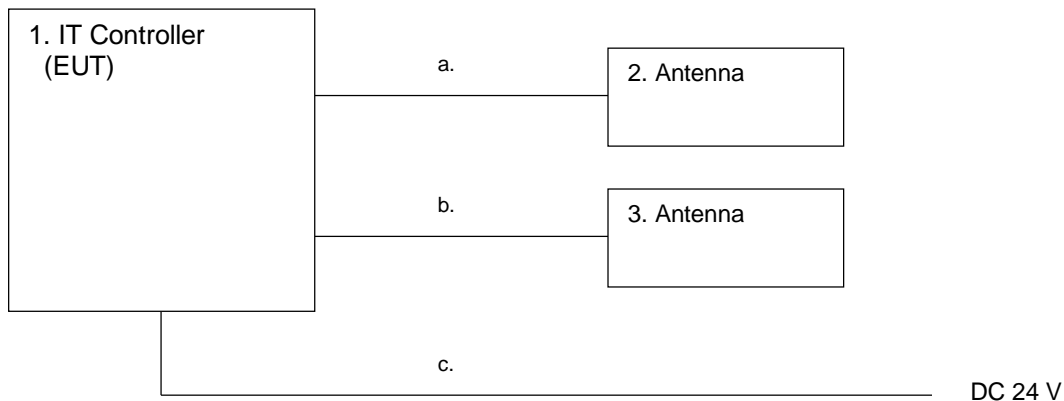 1. IT Controller
(EUT)
a.
2. Antenna
b.
3. Antenna
c.
DC 24 V